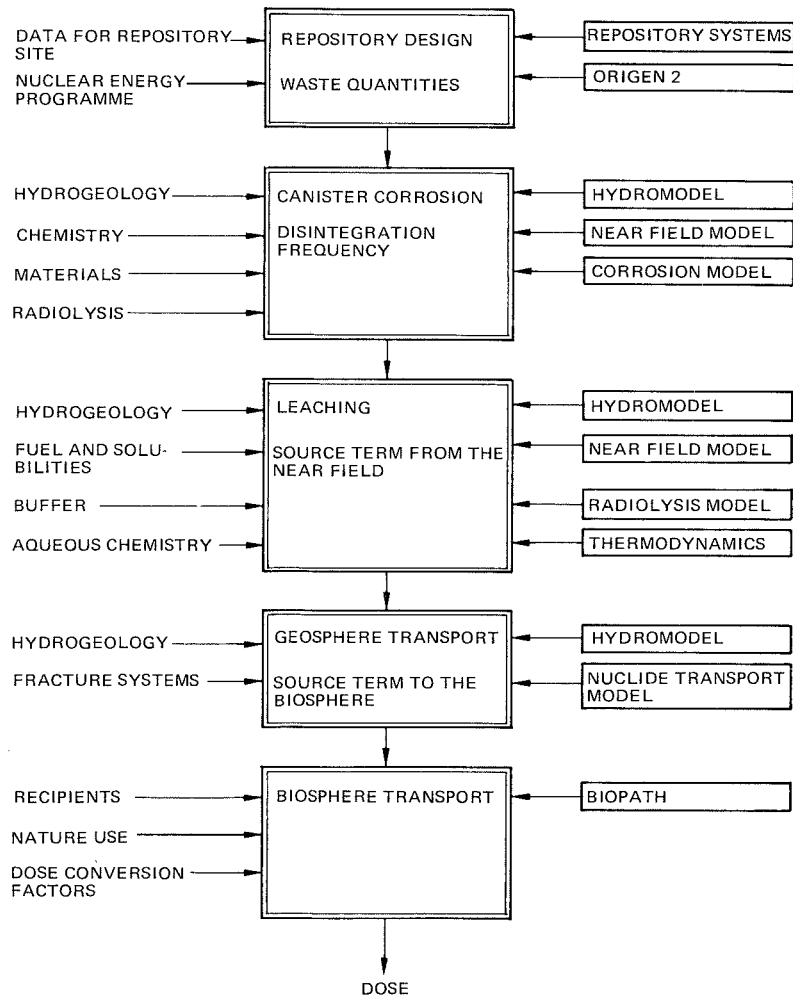 DATA FOR REPOSITORY
SITE
NUCLEAR ENERGY
PROGRAMME
REPOSITORY DESIGN
WASTE QUANTITIES
REPOSITORY SYSTEMS
ORIGEN 2
HYDROGEOLOGY
CHEMISTRY
MATERIALS
RADIOLYSIS
CANISTER CORROSION
DISINTEGRATION
FREQUENCY
HYDROMODEL
NEAR FIELD MODEL
CORROSION MODEL
HYDROGEOLOGY
FUEL AND SOLU-
BILITIES
BUFFER
AQUEOUS CHEMISTRY
LEACHING
SOURCE TERM FROM THE
NEAR FIELD
HYDROMODEL
NEAR FIELD MODEL
RADIOLYSIS MODEL
THERMODYNAMICS
HYDROGEOLOGY
FRACTURE SYSTEMS
GEOSPHERE TRANSPORT
SOURCE TERM TO THE
BIOSPHERE
HYDROMODEL
NUCLIDE TRANSPORT
MODEL
RECIPIENTS
NATURE USE
DOSE CONVERSION
FACTORS
BIOSPHERE TRANSPORT
BIOPATH
DOSE